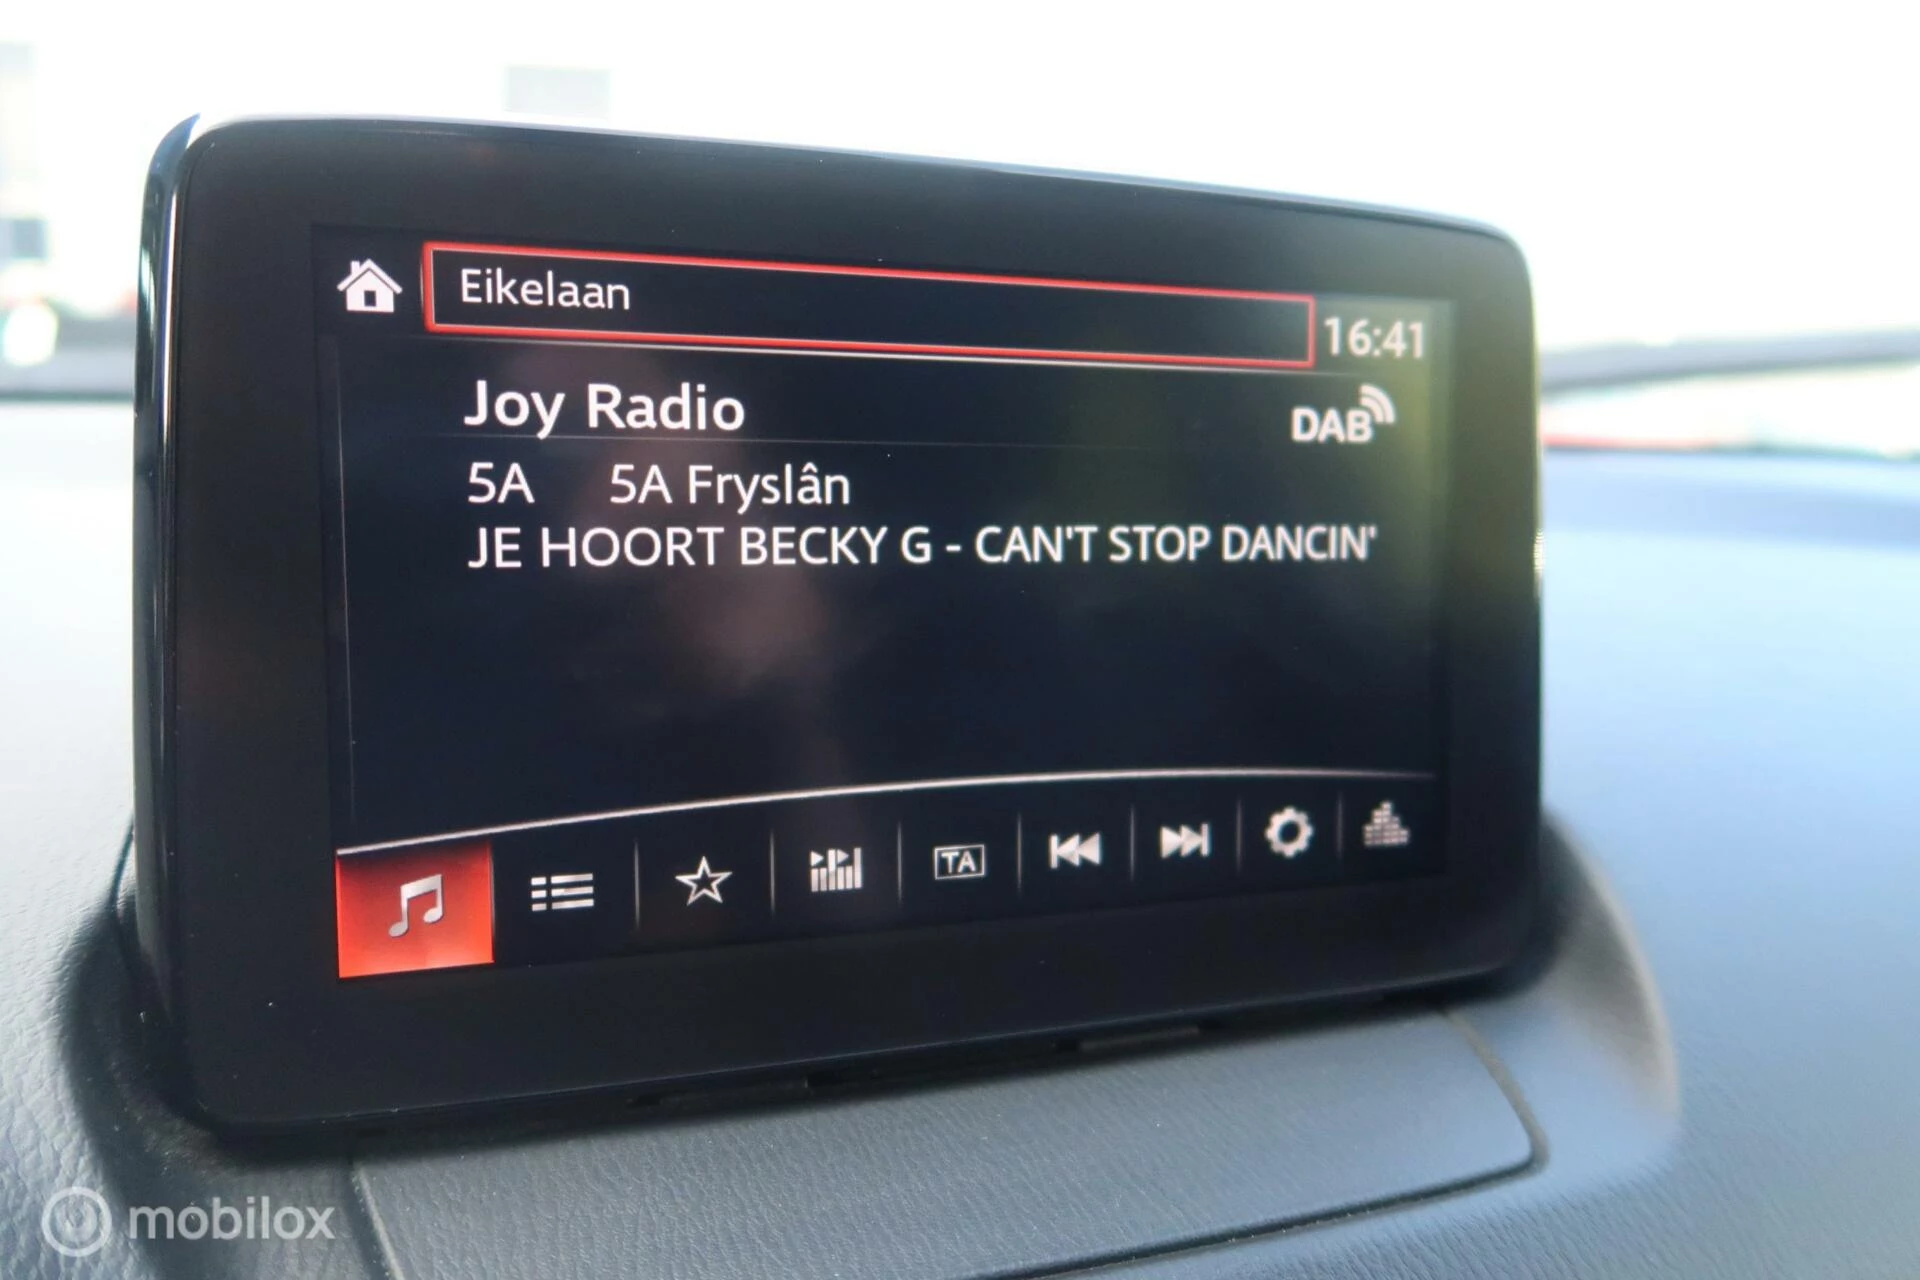 Eikelaan
16:41
Joy Radio
DAB
5A 5A Fryslân
JE HOORT BECKY G - CAN'T STOP DANCIN'
TA
mobilox